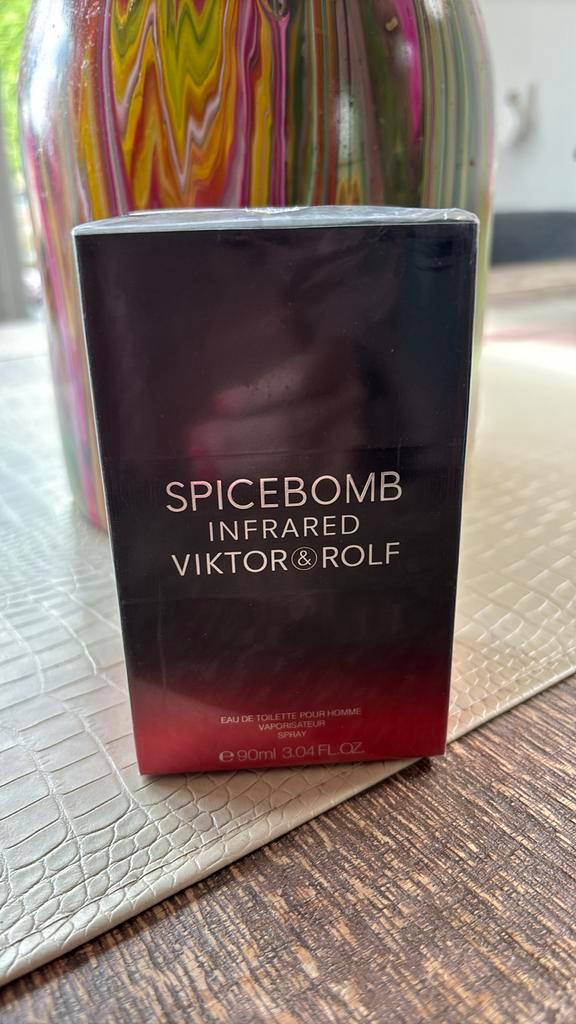 SPICEBOMB
INFRARED
VIKTOR&ROLF
EAU DE TOILETTE POUR HOMME
VAPORISATEUR
SPRAY
℮90ml 3.04 FL.OZ.